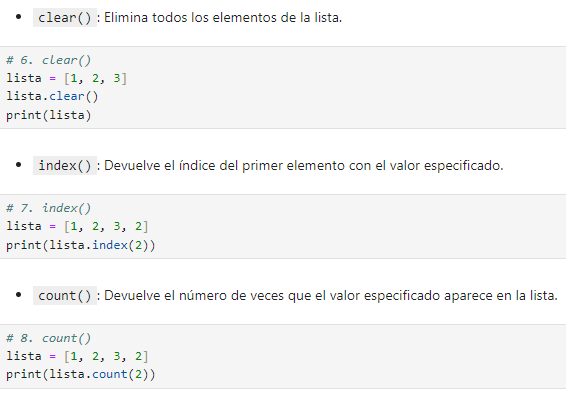 • clear() : Elimina todos los elementos de la lista.
# 6. clear()
lista = [1, 2, 3]
lista.clear()
print(lista)
• index() : Devuelve el índice del primer elemento con el valor especificado.
# 7. index()
lista = [1, 2, 3, 2]
print(lista.index(2))
• count() : Devuelve el número de veces que el valor especificado aparece en la lista.
# 8. count()
lista = [1, 2, 3, 2]
print(lista.count(2))